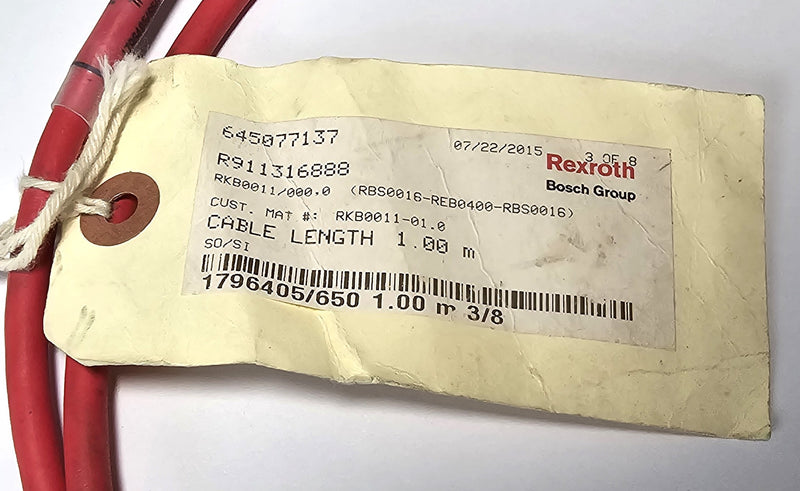 645077137
07/22/2015 3 OF 8
R911316888
Rexroth
Bosch Group
RKB0011/000.0 (RBS0016-REB0400-RBS0016)
CUST. MAT #: RKB0011-01.0
CABLE LENGTH 1.00 m
SO/SI
1796405/650 1.00 m 3/8